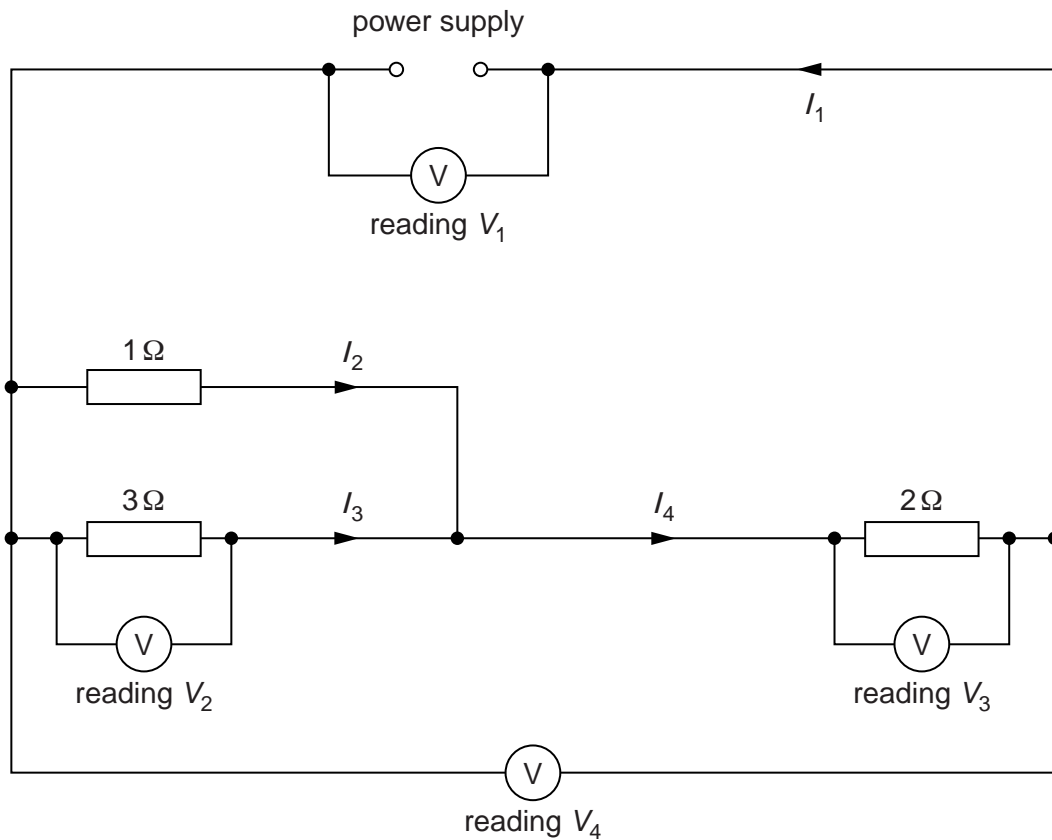 power supply
I₁
V
reading V₁
1 Ω
I₂
3 Ω
I₃
I₄
2 Ω
V
V
reading V₂
reading V₃
V
reading V₄